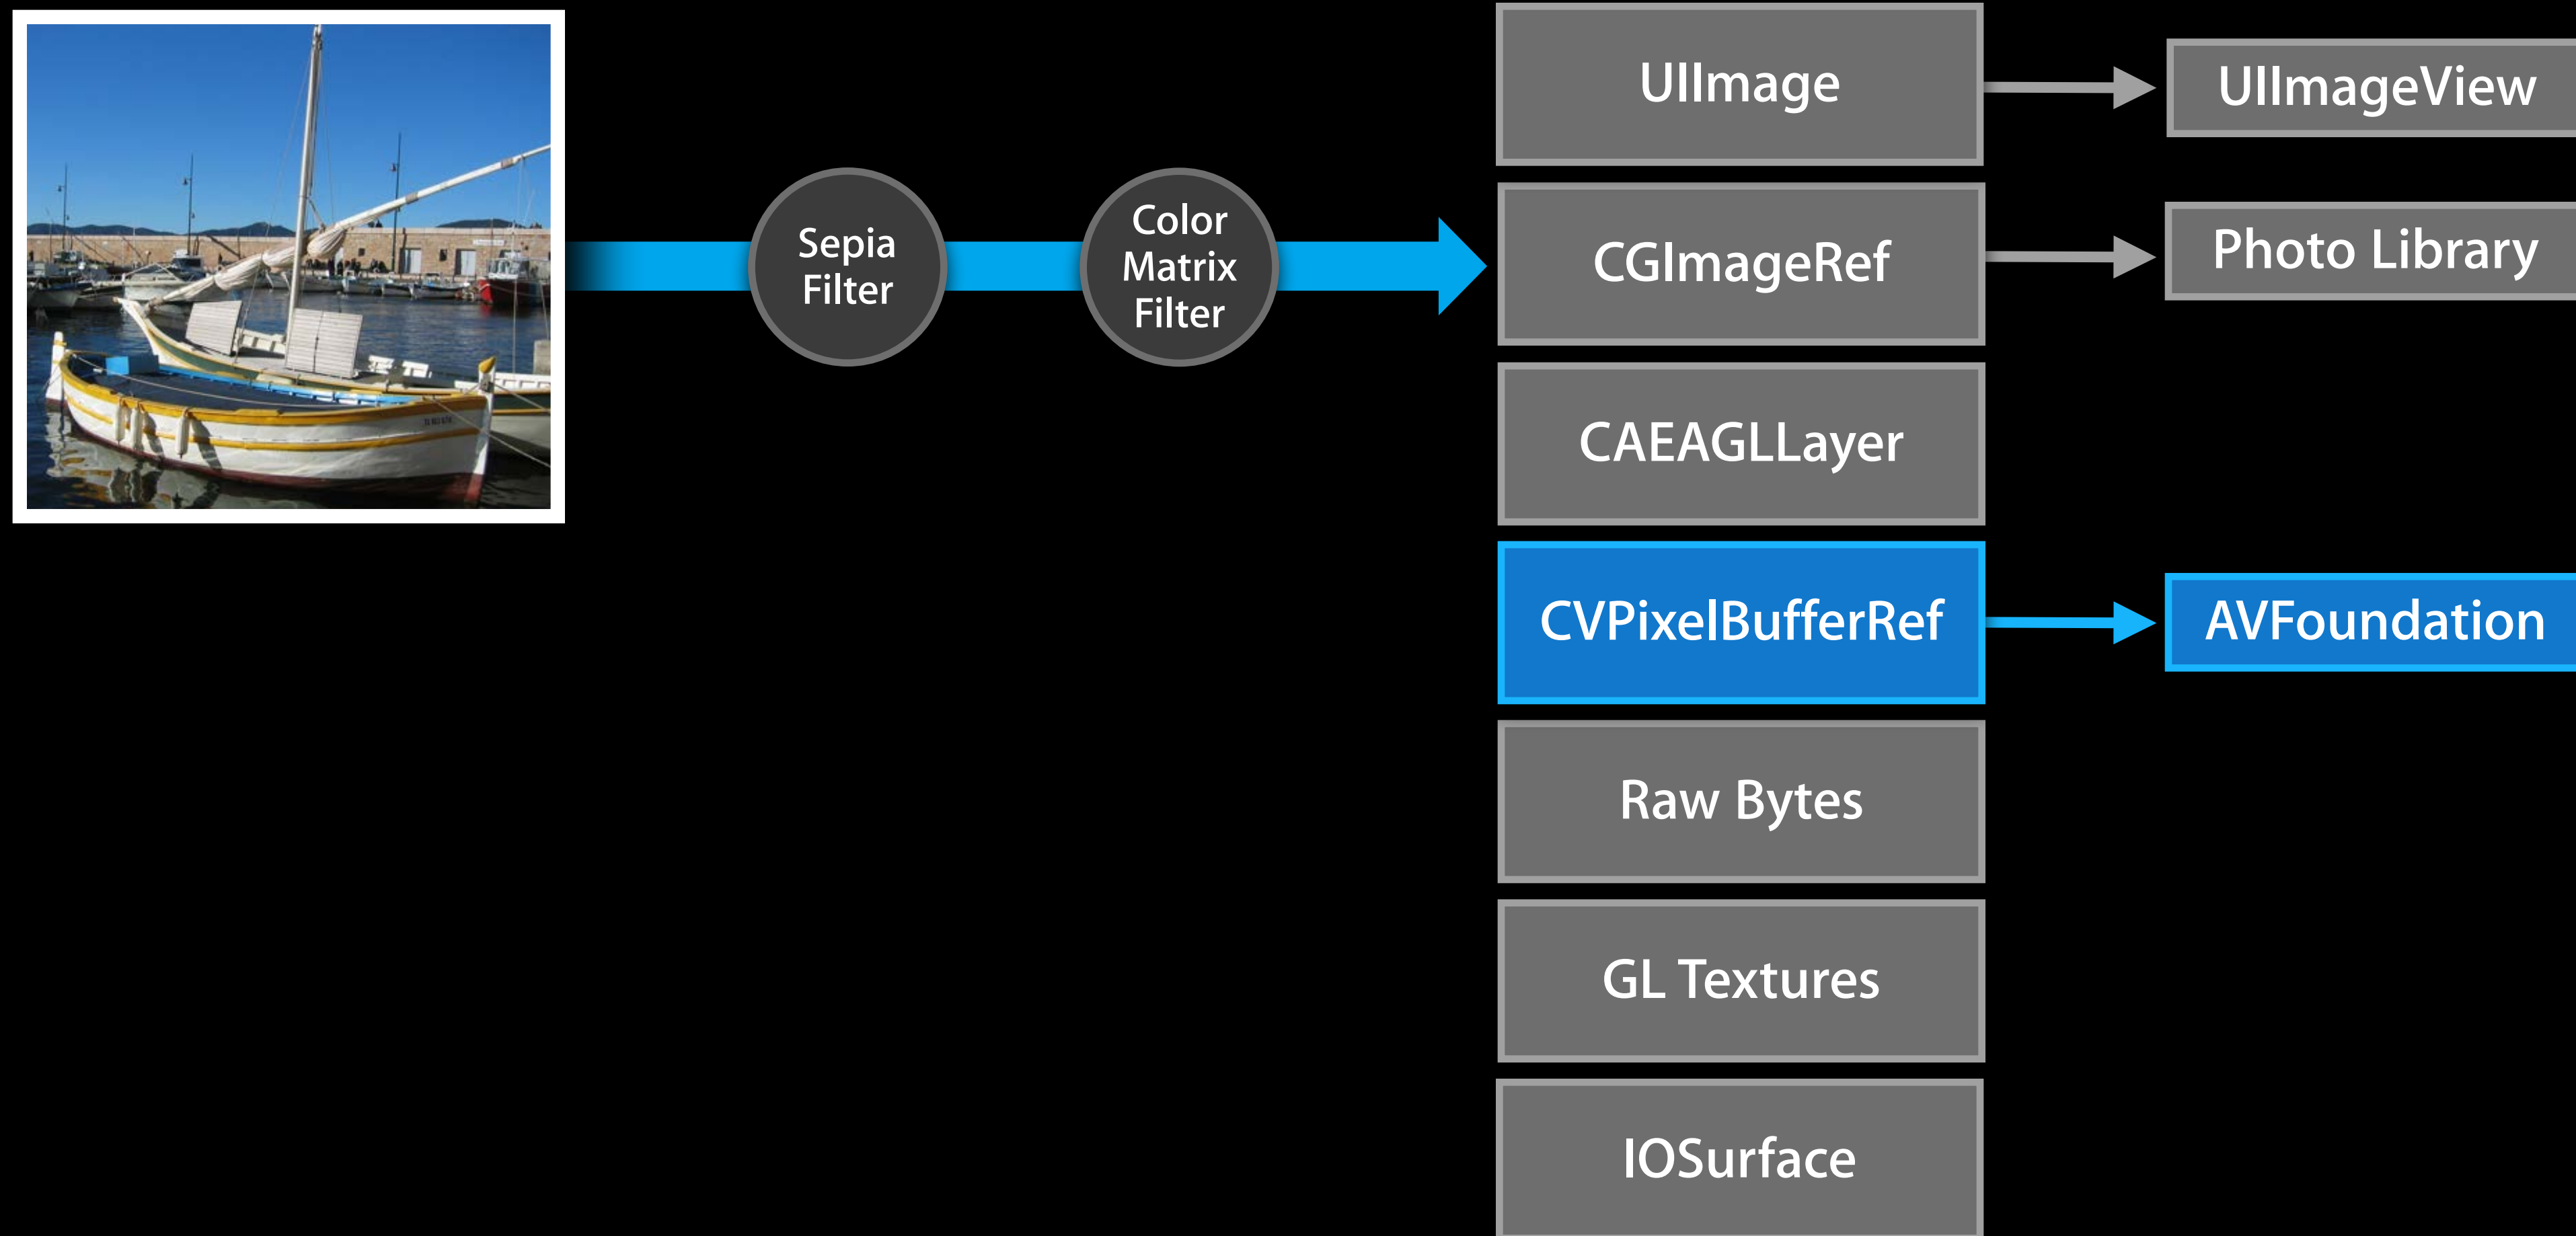 Sepia
Filter
Color
Matrix
Filter
UIImage
UIImageView
CGImageRef
Photo Library
CAEAGLLayer
CVPixelBufferRef
AVFoundation
Raw Bytes
GL Textures
IOSurface